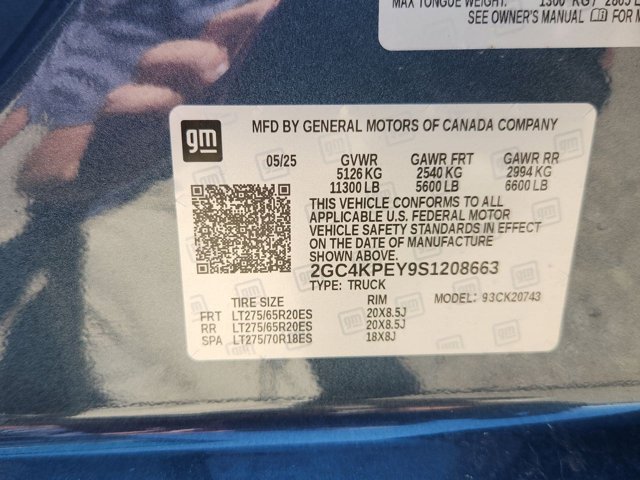 MAX TONGUE WEIGHT: 1300 KG
SEE OWNER'S MANUAL FOR M
gm
MFD BY GENERAL MOTORS OF CANADA COMPANY
05/25 GVWR GAWR FRT GAWR RR
5126 KG 2540 KG 2994 KG
11300 LB 5600 LB 6600 LB
THIS VEHICLE CONFORMS TO ALL
APPLICABLE U.S. FEDERAL MOTOR
VEHICLE SAFETY STANDARDS IN EFFECT
ON THE DATE OF MANUFACTURE
SHOWN ABOVE.
2GC4KPEY9S1208663
TYPE: TRUCK
TIRE SIZE RIM MODEL: 93CK20743
FRT LT275/65R20ES 20X8.5J
RR LT275/65R20ES 20X8.5J
SPA LT275/70R18ES 18X8J